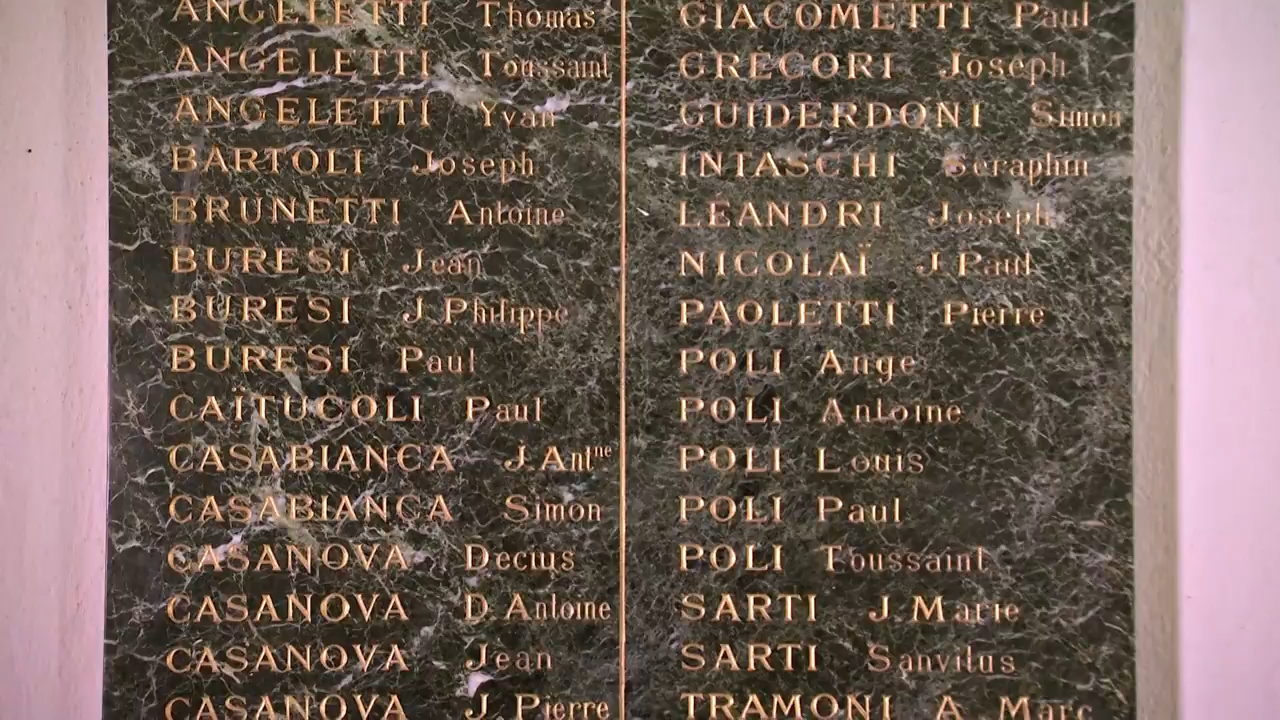 ANGELETTI Thomas
ANGELETTI Toussaint
ANGELETTI Yvan
BARTOLI Joseph
BRUNETTI Antoine
BURESI Jean
BURESI J.Philippe
BURESI Paul
CAÏTUCOLI Paul
CASABIANCA J.Antne
CASABIANCA Simon
CASANOVA Decius
CASANOVA D.Antoine
CASANOVA Jean
CASANOVA J.Pierre
GIACOMETTI Paul
GREGORI Joseph
GUIDERDONI Simon
INTASCHI Seraphin
LEANDRI Joseph
NICOLAÏ J.Paul
PAOLETTI Pierre
POLI Ange
POLI Antoine
POLI Louis
POLI Paul
POLI Toussaint
SARTI J.Marie
SARTI Sanvitus
TRAMONI A.Marc